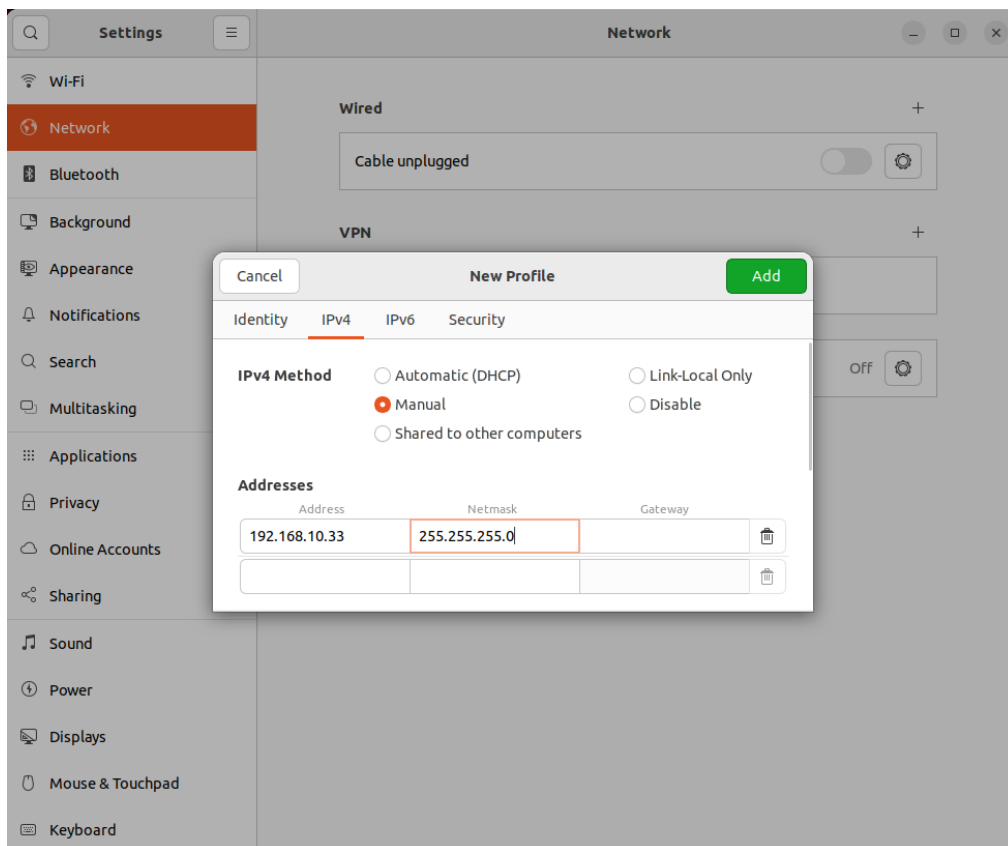 Settings
Network
Wi-Fi
Network
Bluetooth
Background
Appearance
Notifications
Search
Multitasking
Applications
Privacy
Online Accounts
Sharing
Sound
Power
Displays
Mouse & Touchpad
Keyboard
Wired
Cable unplugged
VPN
Off
Cancel
New Profile
Add
Identity IPv4 IPv6 Security
IPv4 Method
Automatic (DHCP) Link-Local Only
Manual Disable
Shared to other computers
Addresses
Address Netmask Gateway
192.168.10.33 255.255.255.0